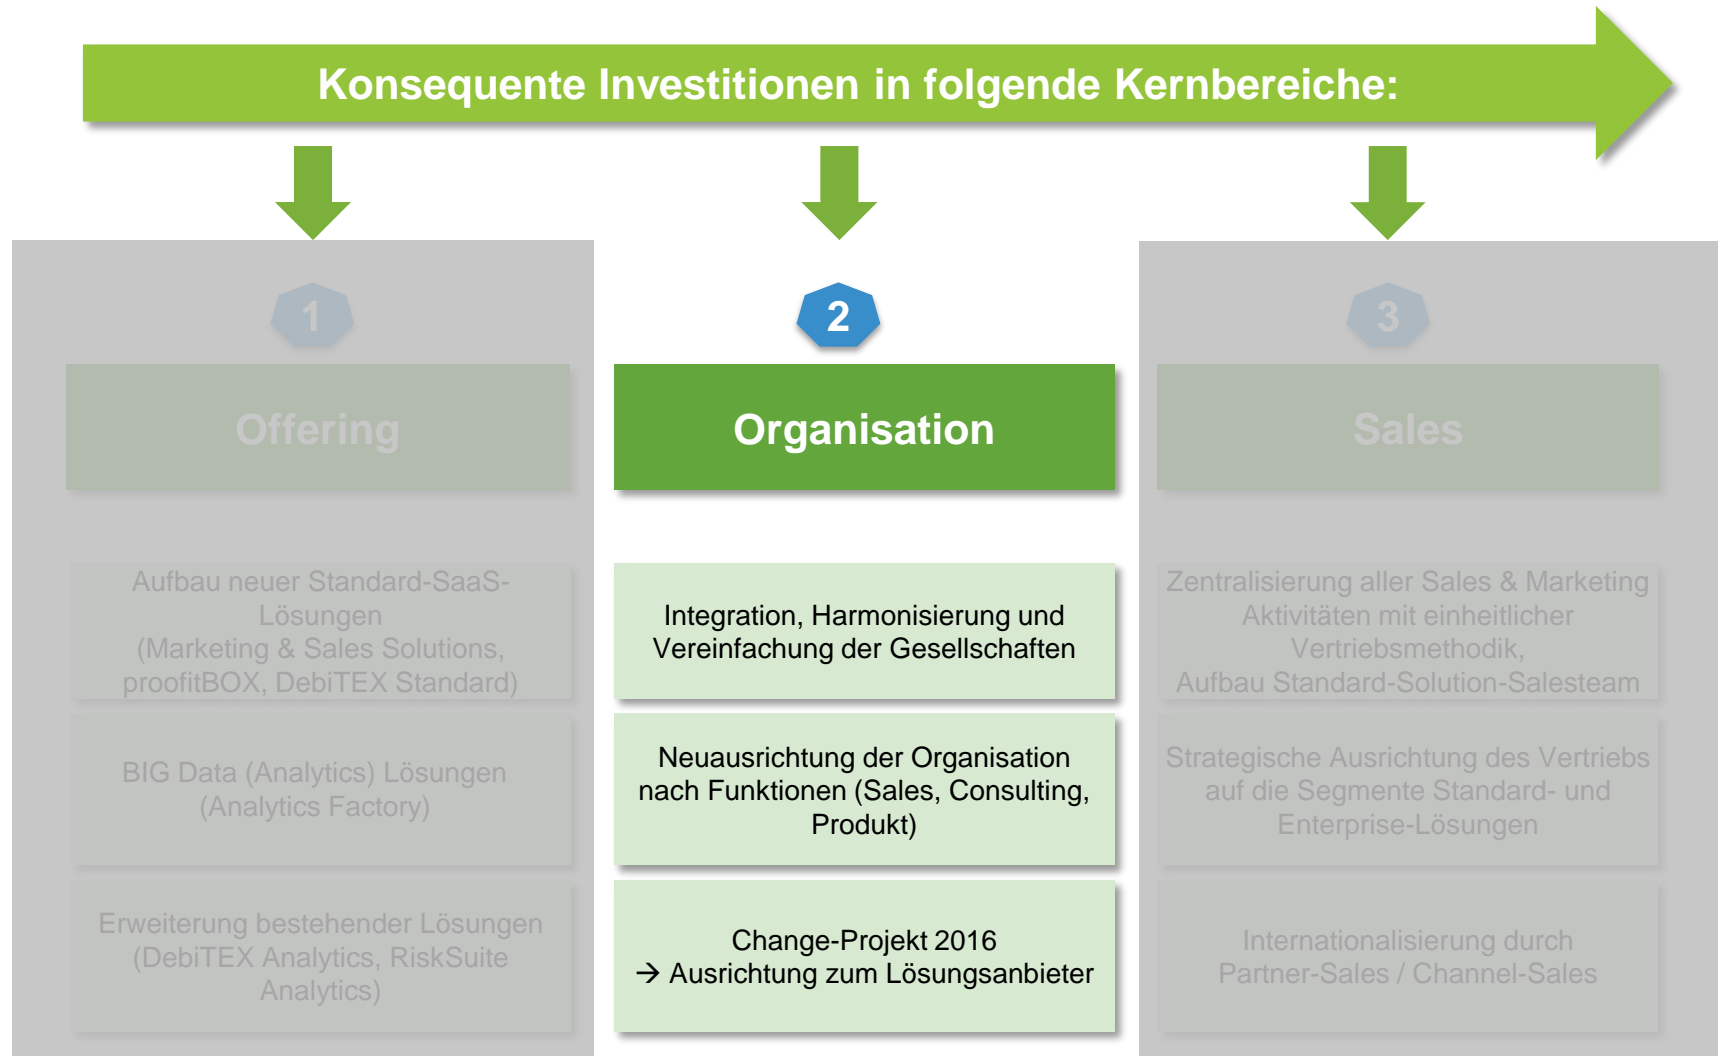 Konsequente Investitionen in folgende Kernbereiche:
1
Offering
Aufbau neuer Standard-SaaS-
Lösungen
(Marketing & Sales Solutions,
proofitBOX, DebiTEX Standard)
BIG Data (Analytics) Lösungen
(Analytics Factory)
Erweiterung bestehender Lösungen
(DebiTEX Analytics, RiskSuite
Analytics)
2
Organisation
Integration, Harmonisierung und
Vereinfachung der Gesellschaften
Neuausrichtung der Organisation
nach Funktionen (Sales, Consulting,
Produkt)
Change-Projekt 2016
→ Ausrichtung zum Lösungsanbieter
3
Sales
Zentralisierung aller Sales & Marketing
Aktivitäten mit einheitlicher
Vertriebsmethodik,
Aufbau Standard-Solution-Salesteam
Strategische Ausrichtung des Vertriebs
auf die Segmente Standard- und
Enterprise-Lösungen
Internationalisierung durch
Partner-Sales / Channel-Sales